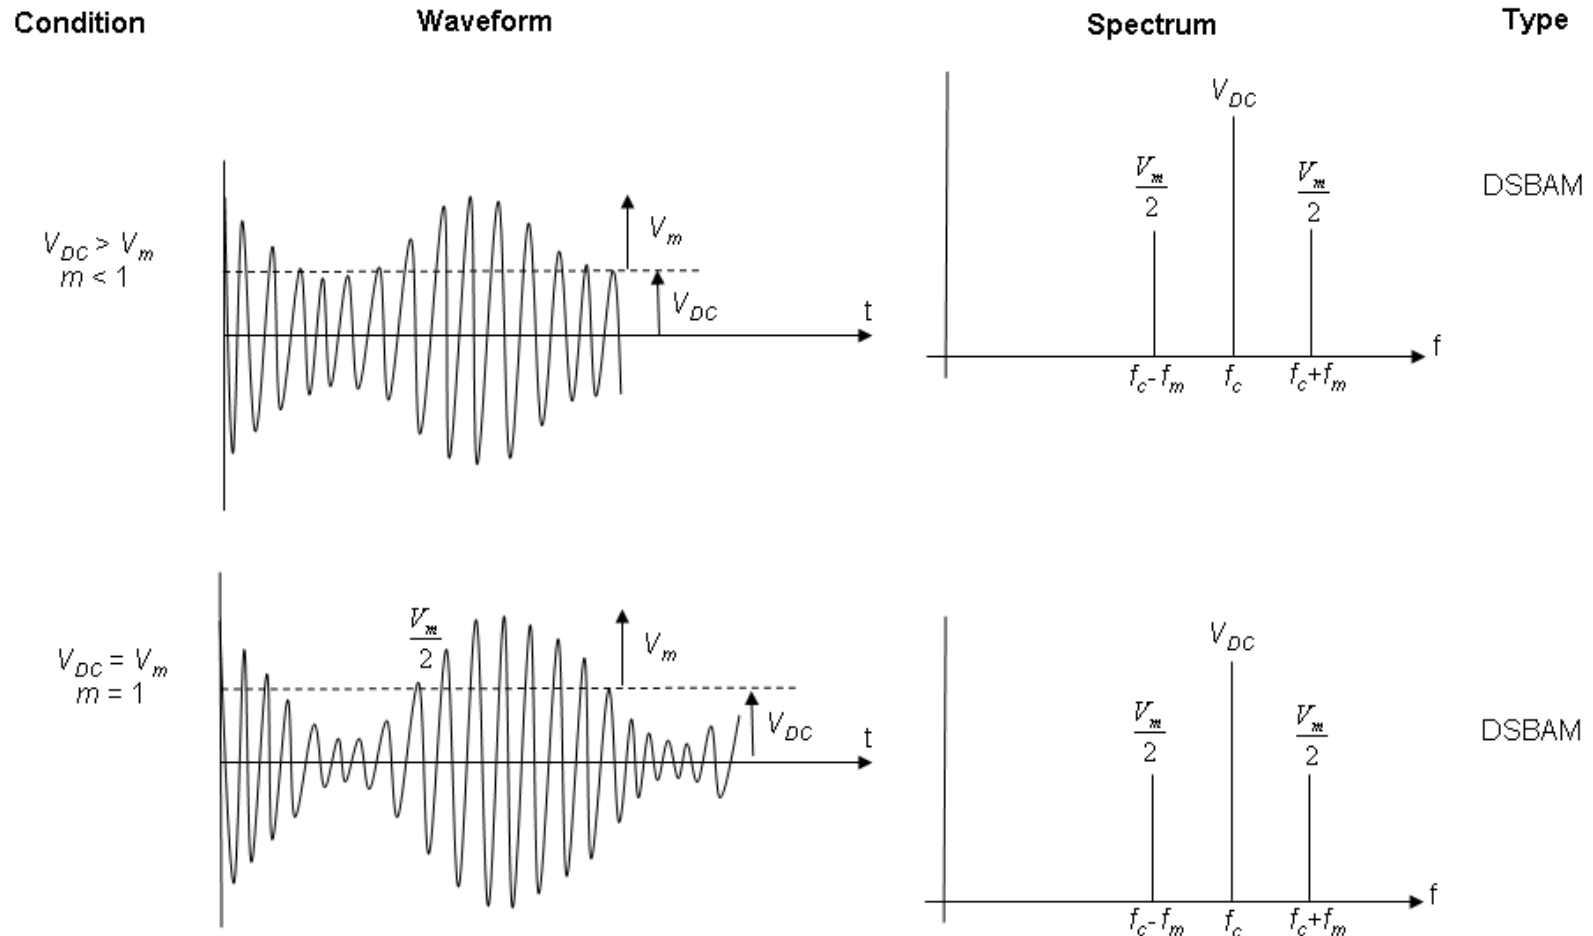 Condition Waveform Spectrum Type
V_DC > V_m
m < 1
V_m
V_DC
t
V_DC
V_m/2
V_m/2
f_c-f_m f_c f_c+f_m
f
DSBAM
V_DC = V_m
m = 1
V_m/2
V_m
V_DC
t
V_DC
V_m/2
V_m/2
f_c-f_m f_c f_c+f_m
f
DSBAM